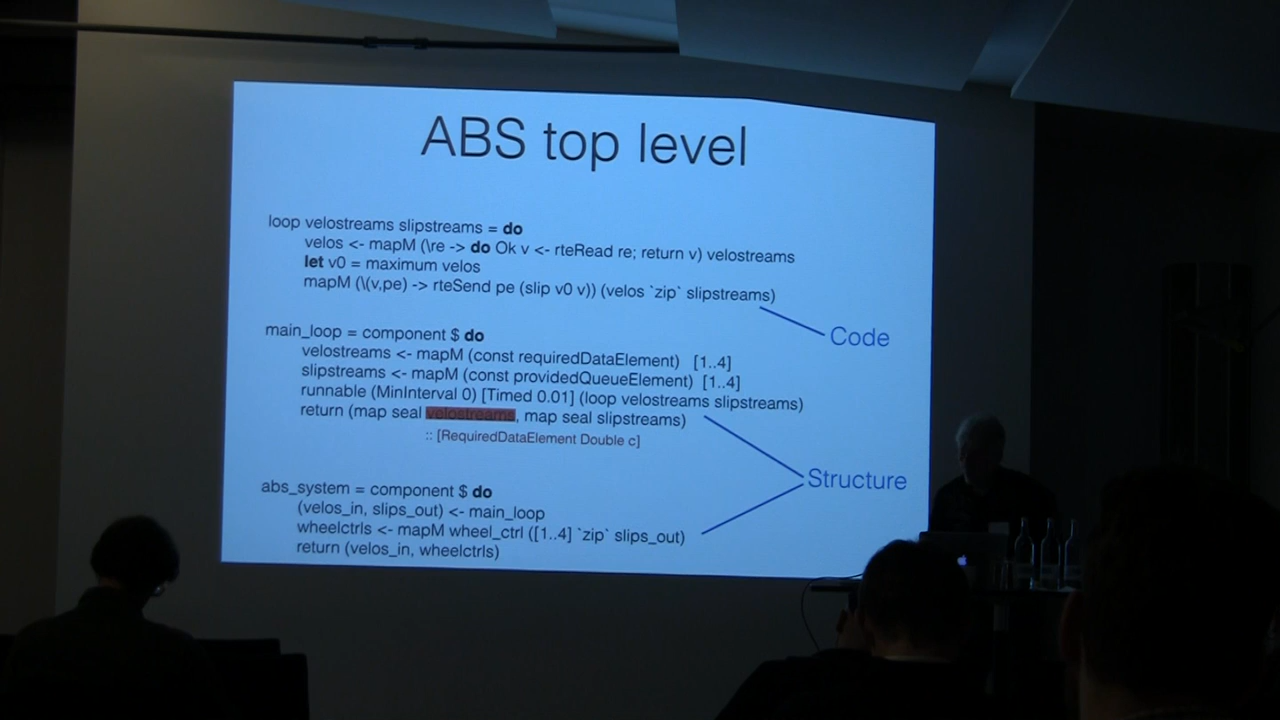 ABS top level
loop velostreams slipstreams = do
velos <- mapM (\re -> do Ok v <- rteRead re; return v) velostreams
let v0 = maximum velos
mapM (\(v,pe) -> rteSend pe (slip v0 v)) (velos `zip` slipstreams)
Code
main_loop = component $ do
velostreams <- mapM (const requiredDataElement) [1..4]
slipstreams <- mapM (const providedQueueElement) [1..4]
runnable (MinInterval 0) [Timed 0.01] (loop velostreams slipstreams)
return (map seal velostreams, map seal slipstreams)
:: [RequiredDataElement Double c]
Structure
abs_system = component $ do
(velos_in, slips_out) <- main_loop
wheelctrls <- mapM wheel_ctrl ([1..4] `zip` slips_out)
return (velos_in, wheelctrls)